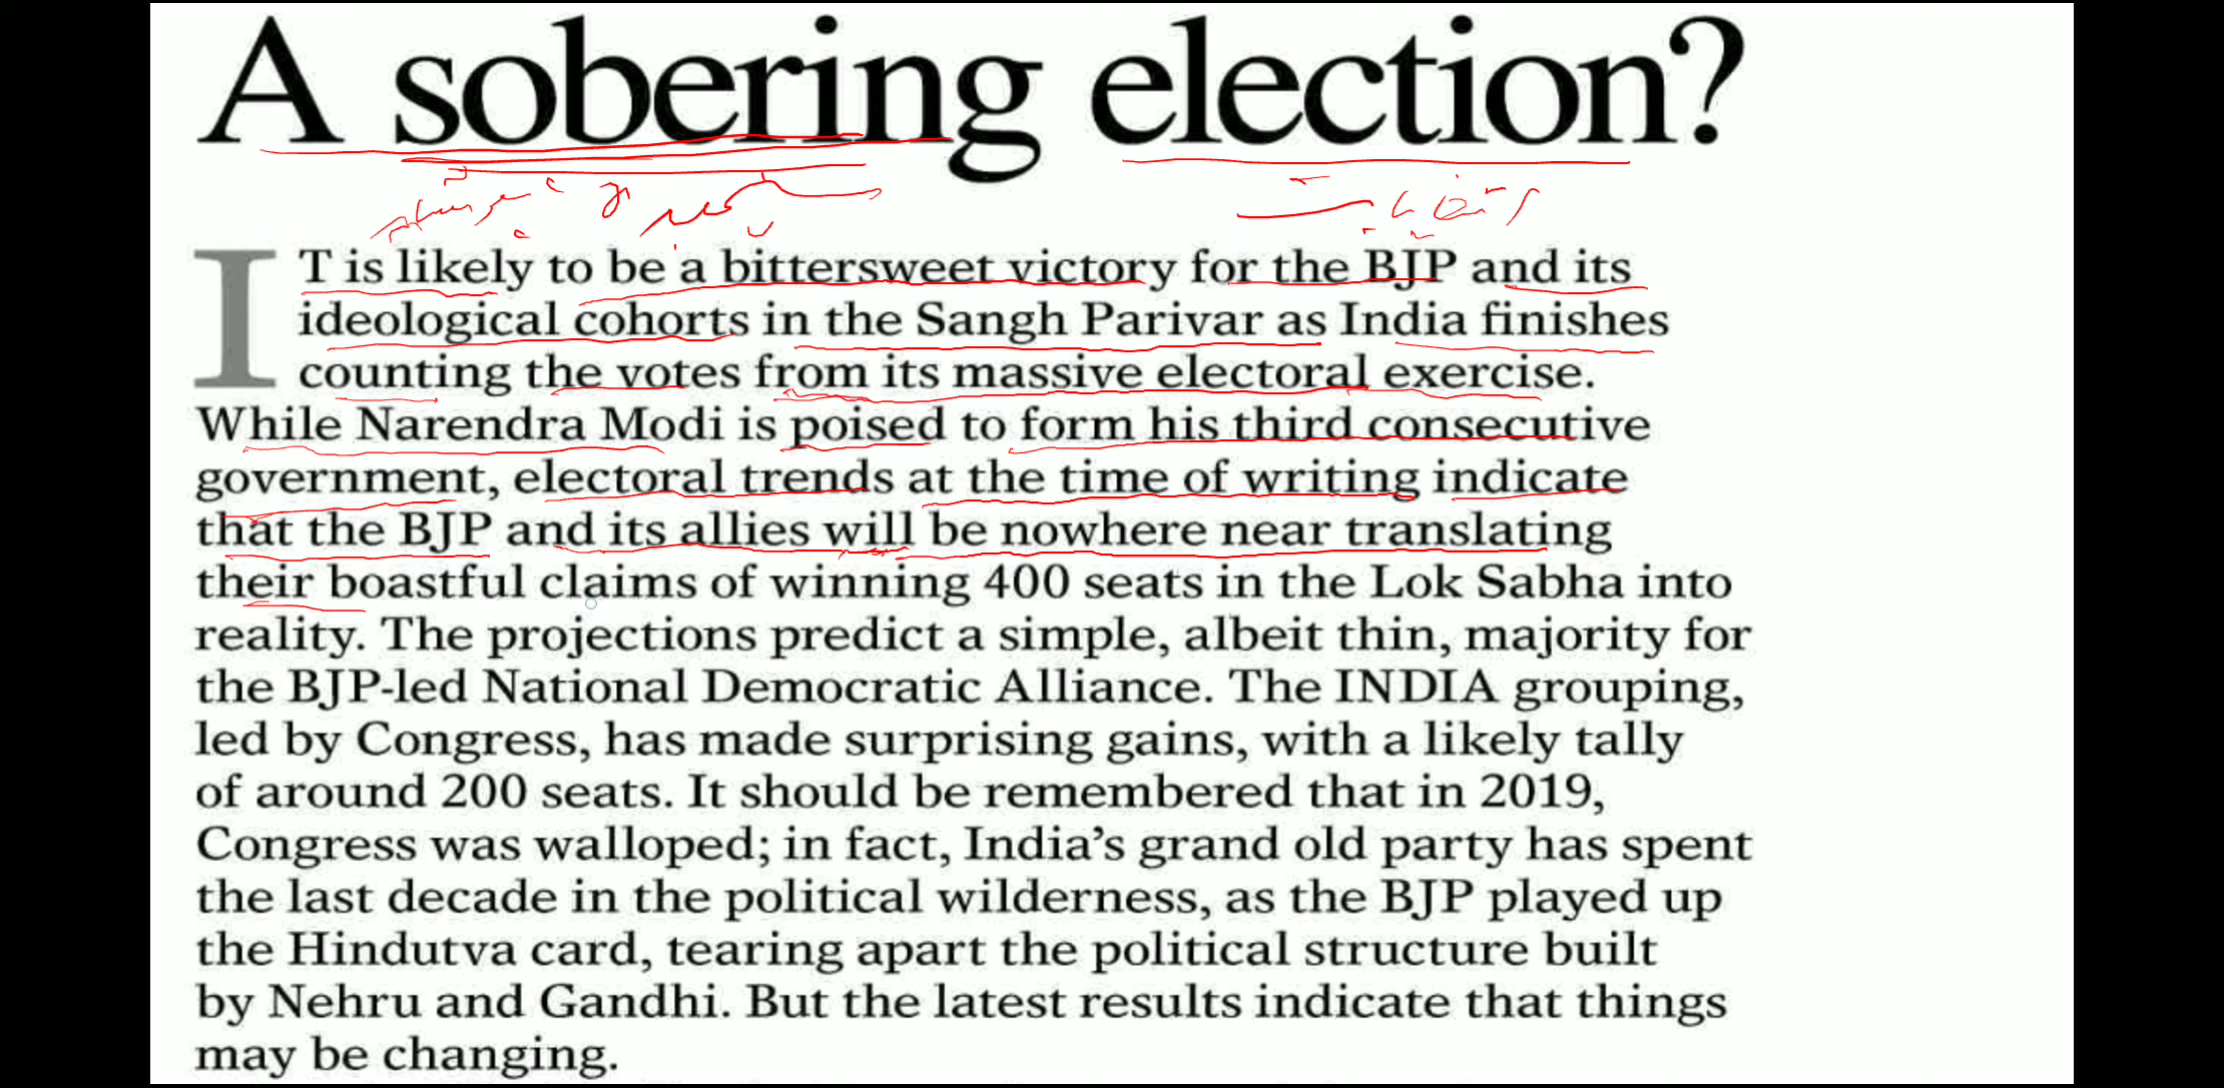 A sobering election?
سنجیدہ
انتخابات
IT is likely to be a bittersweet victory for the BJP and its
ideological cohorts in the Sangh Parivar as India finishes
counting the votes from its massive electoral exercise.
While Narendra Modi is poised to form his third consecutive
government, electoral trends at the time of writing indicate
that the BJP and its allies will be nowhere near translating
their boastful claims of winning 400 seats in the Lok Sabha into
reality. The projections predict a simple, albeit thin, majority for
the BJP-led National Democratic Alliance. The INDIA grouping,
led by Congress, has made surprising gains, with a likely tally
of around 200 seats. It should be remembered that in 2019,
Congress was walloped; in fact, India’s grand old party has spent
the last decade in the political wilderness, as the BJP played up
the Hindutva card, tearing apart the political structure built
by Nehru and Gandhi. But the latest results indicate that things
may be changing.